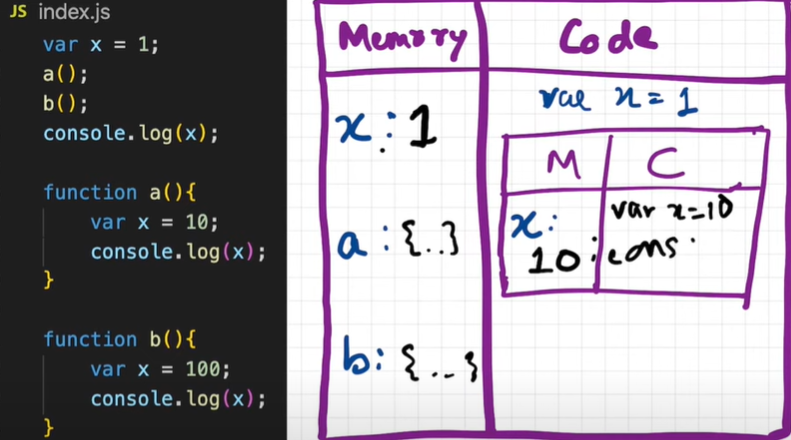 JS index.js
var x = 1;
a();
b();
console.log(x);
function a(){
var x = 10;
console.log(x);
}
function b(){
var x = 100;
console.log(x);
}
Memory Code
x: 1
a: {..}
b: {..}
var x = 1
M C
x: 10
var x=10
cons.